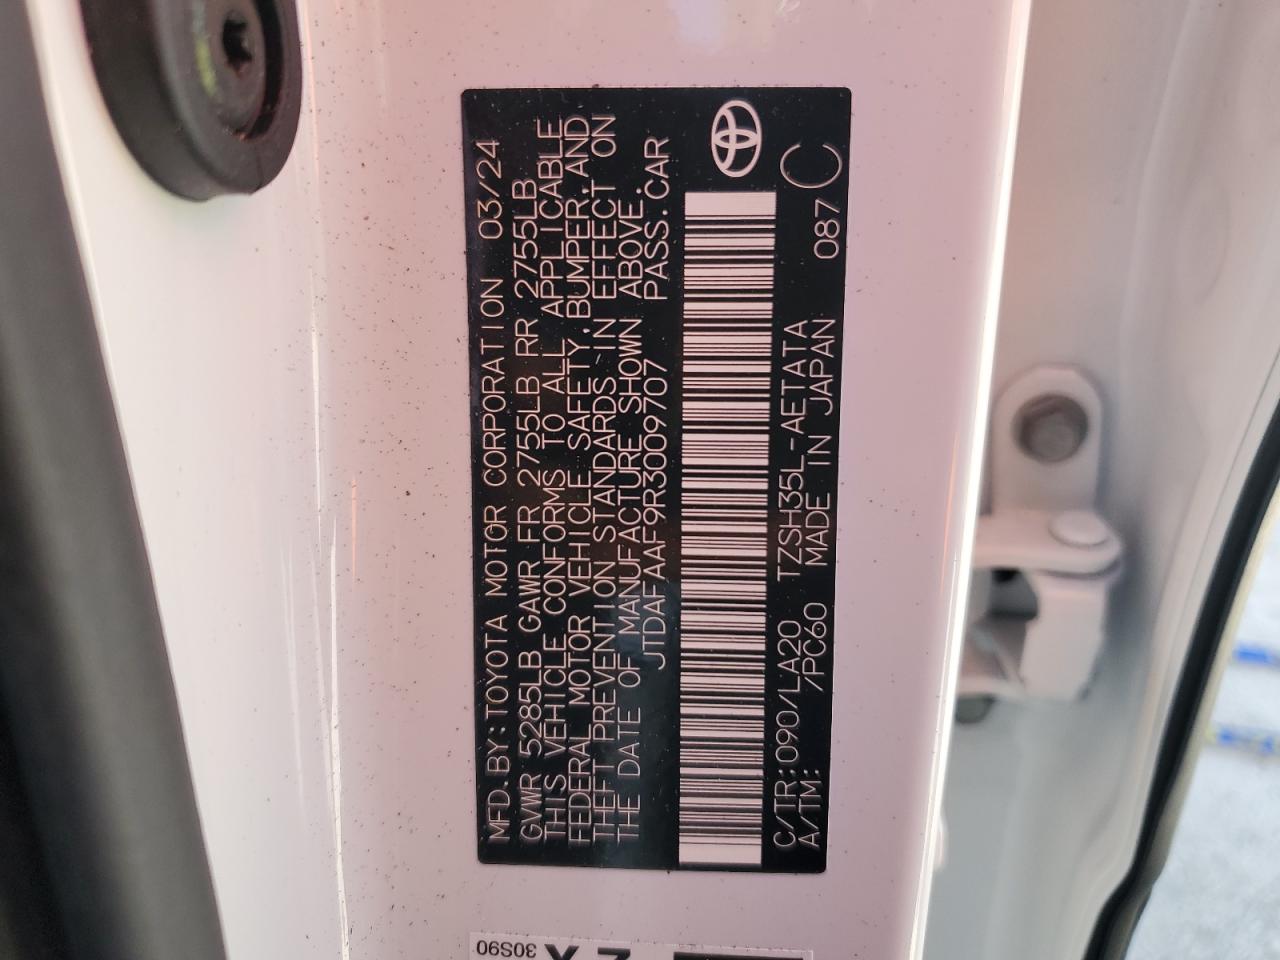 MFD.BY:TOYOTA MOTOR CORPORATION 03/24
GVWR 5285LB GAWR FR 2755LB RR 2755LB
THIS VEHICLE CONFORMS TO ALL APPLICABLE
FEDERAL MOTOR VEHICLE SAFETY,BUMPER,AND
THEFT PREVENTION STANDARDS IN EFFECT ON
THE DATE OF MANUFACTURE SHOWN ABOVE.
JTDAFAAF9R3009707 PASS.CAR
C/TR:090/LA20 TZSH35L-AETATA 087 C
A/TM: /PC60 MADE IN JAPAN
30S90